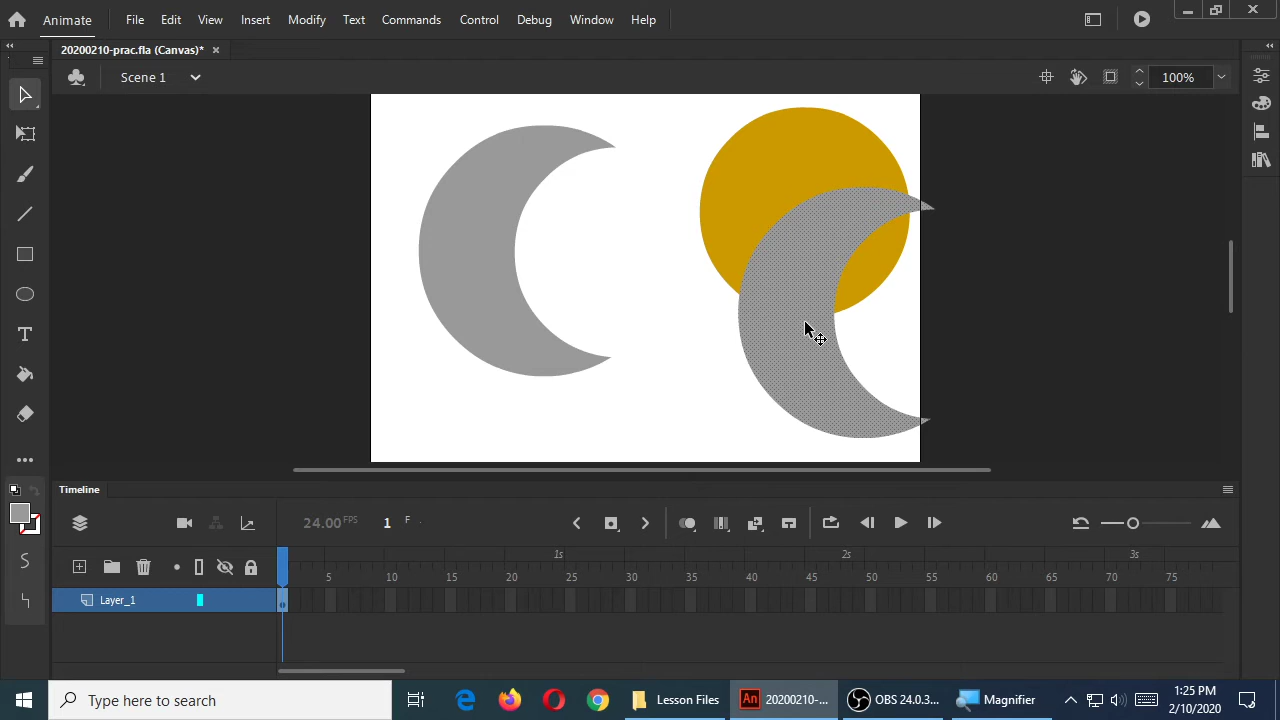 Animate File Edit View Insert Modify Text Commands Control Debug Window Help
20200210-prac.fla (Canvas)* ×
Scene 1 100%
T
Timeline
24.00 FPS 1 F
1s 2s 3s
5 10 15 20 25 30 35 40 45 50 55 60 65 70 75
Layer_1
Type here to search Lesson Files An 20200210-... OBS 24.0.3... Magnifier 1:25 PM
2/10/2020